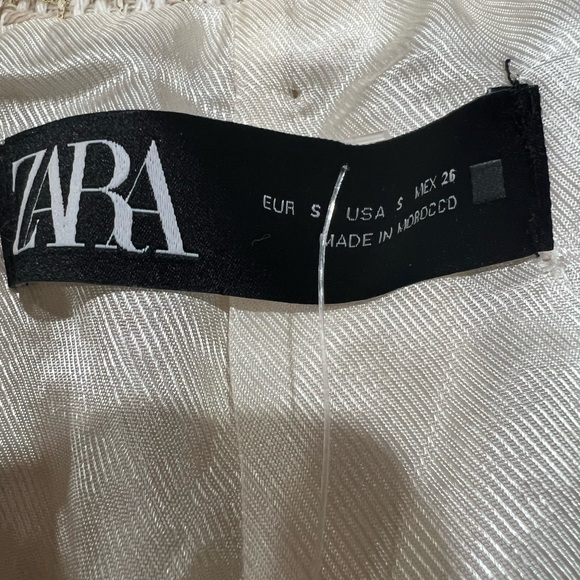 ZARA
EUR S USA S MEX 26
MADE IN MOROCCO